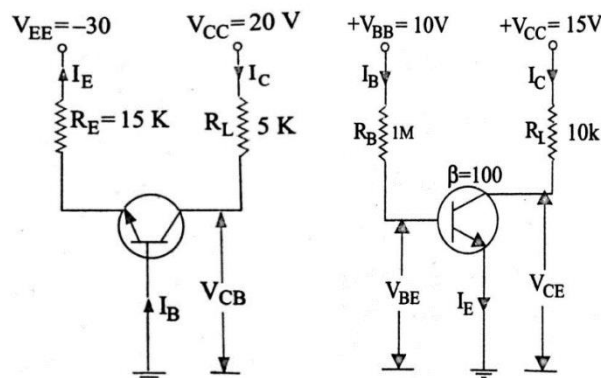 V_EE = –30
V_CC = 20 V
I_E
I_C
R_E = 15 K
R_L 5 K
V_CB
I_B
+V_BB = 10V
+V_CC = 15V
I_B
I_C
R_B 1M
R_L 10k
β=100
V_BE
I_E
V_CE